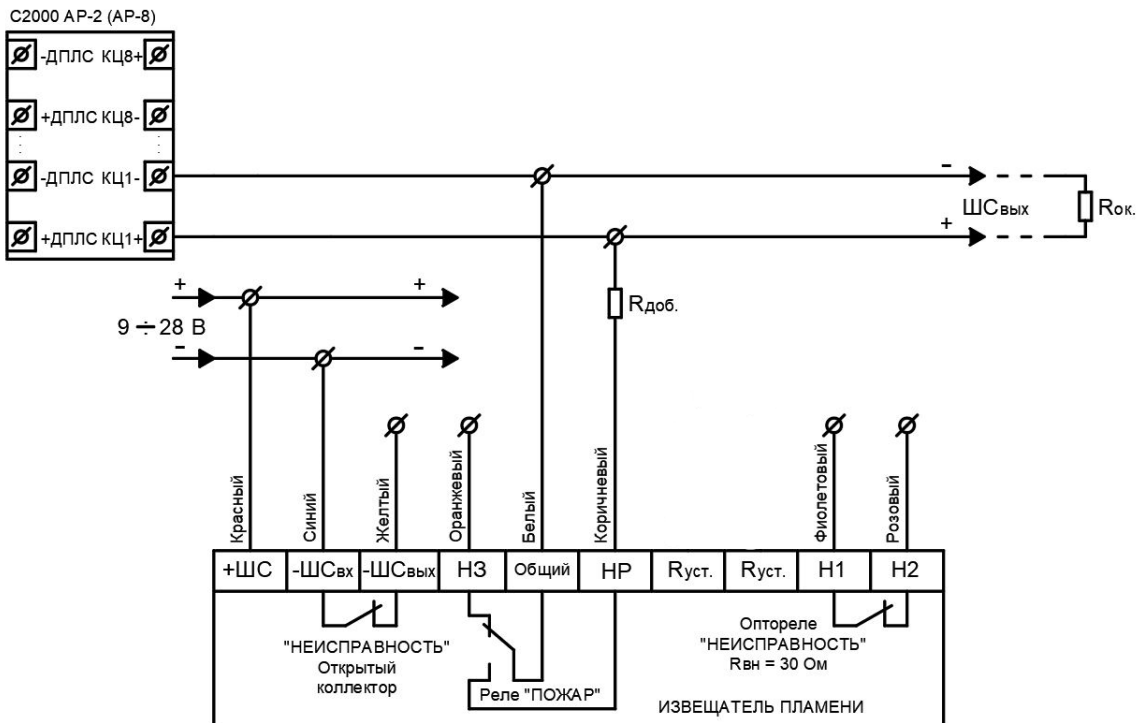 С2000 АР-2 (АР-8)
-ДПЛС КЦ8+
+ДПЛС КЦ8-
-ДПЛС КЦ1-
+ДПЛС КЦ1+
-
ШСвых
+
Rок.
+ +
9 ÷ 28 В
- -
Rдоб.
Красный
Синий
Желтый
Оранжевый
Белый
Коричневый
Фиолетовый
Розовый
+ШС -ШСвх -ШСвых НЗ Общий НР Rуст. Rуст. Н1 Н2
"НЕИСПРАВНОСТЬ"
Открытый
коллектор
Реле "ПОЖАР"
Оптореле
"НЕИСПРАВНОСТЬ"
Rвн = 30 Ом
ИЗВЕЩАТЕЛЬ ПЛАМЕНИ